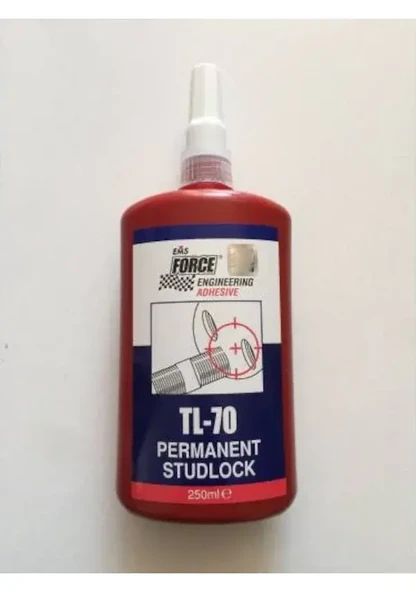 EMS
FORCE
ENGINEERING
ADHESIVE
TL-70
PERMANENT
STUDLOCK
250ml℮